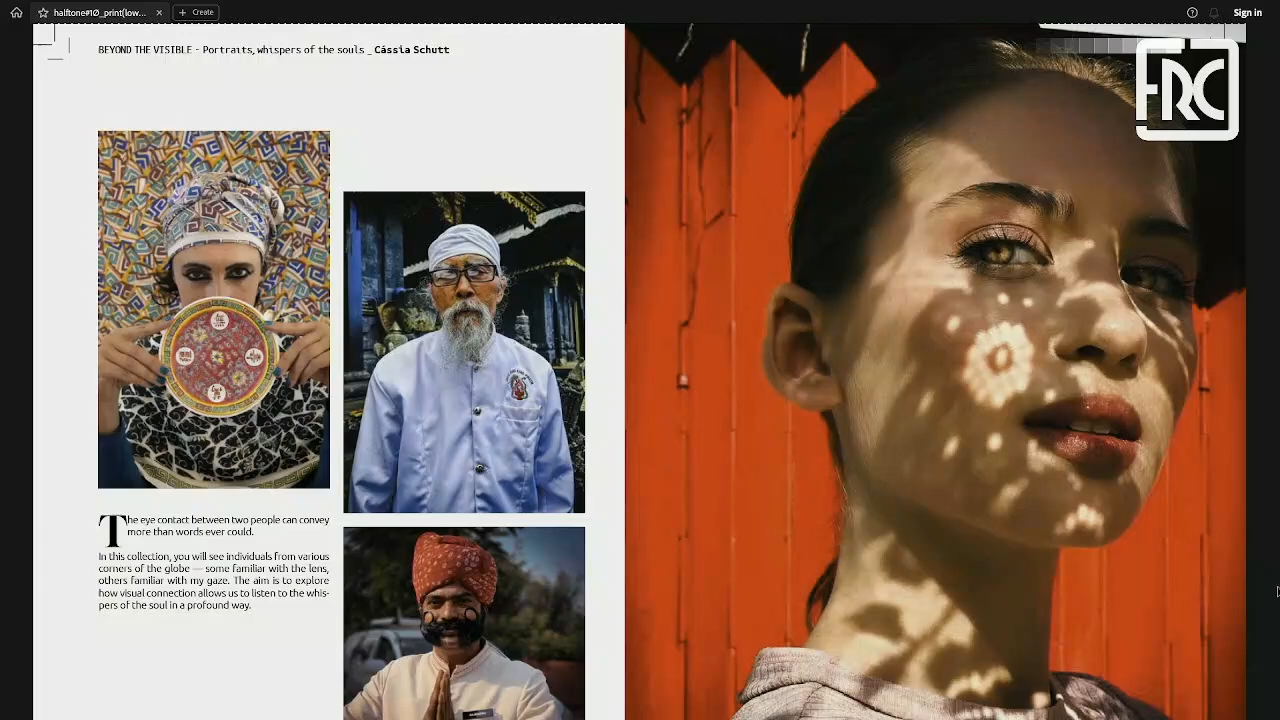 halftone#1Ø_print(low...
Create
Sign in
BEYOND THE VISIBLE - Portraits, whispers of the souls _ Cássia Schutt
FRC
The eye contact between two people can convey
more than words ever could.
In this collection, you will see individuals from various
corners of the globe — some familiar with the lens,
others familiar with my gaze. The aim is to explore
how visual connection allows us to listen to the whis-
pers of the soul in a profound way.